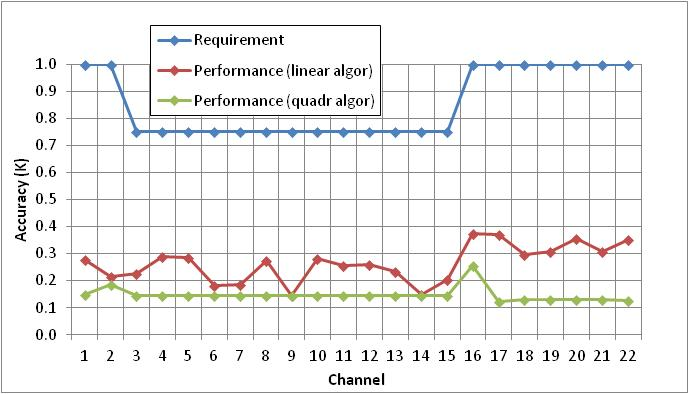 Requirement
Performance (linear algor)
Performance (quadr algor)
1.0
0.9
0.8
0.7
0.6
0.5
0.4
0.3
0.2
0.1
0.0
Accuracy (K)
1 2 3 4 5 6 7 8 9 10 11 12 13 14 15 16 17 18 19 20 21 22
Channel